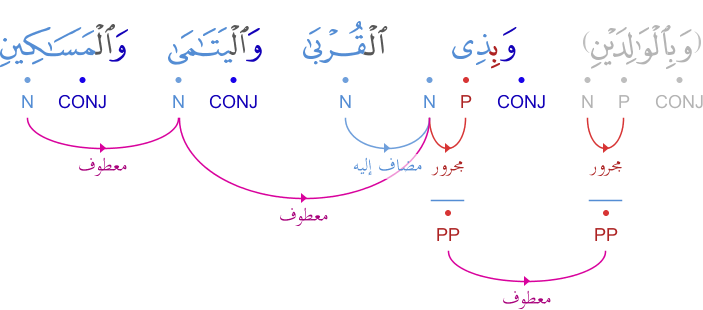 (وَبِٱلْوَٰلِدَيْنِ) وَبِذِى ٱلْقُرْبَىٰ وَٱلْيَتَـٰمَىٰ وَٱلْمَسَـٰكِينِ
N CONJ N CONJ N N P CONJ N P CONJ
معطوف مضاف إليه مجرور مجرور
معطوف
PP PP
معطوف